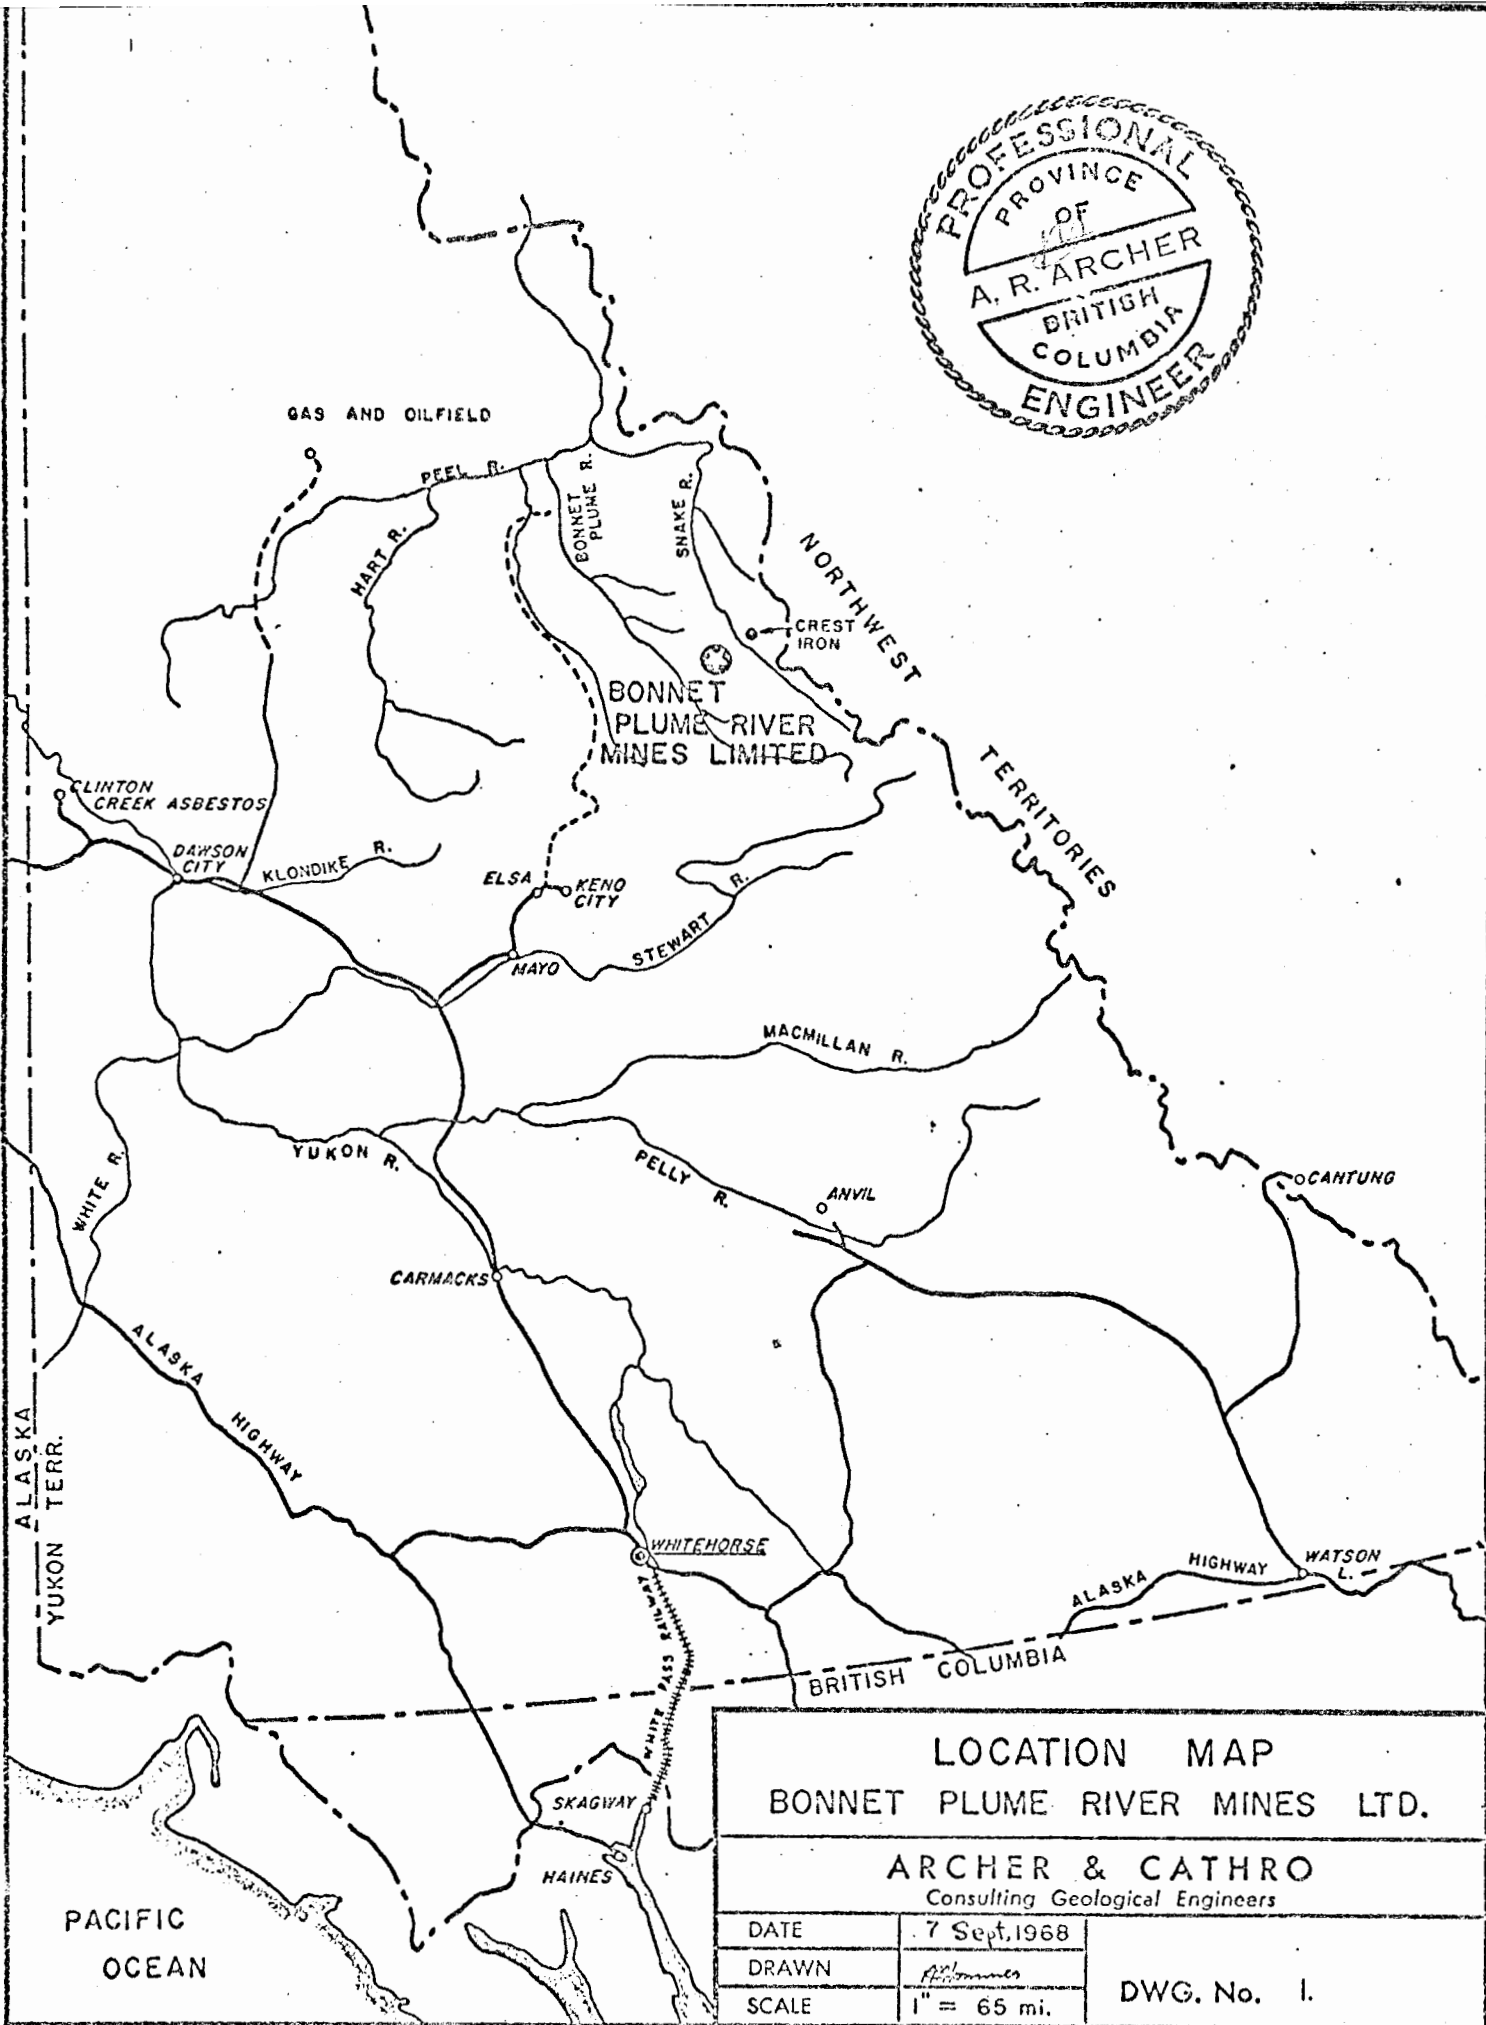 PROFESSIONAL
PROVINCE
OF
A. R. ARCHER
BRITISH
COLUMBIA
ENGINEER
GAS AND OILFIELD
PEEL R.
BONNET
PLUME R.
SNAKE R.
HART R.
NORTHWEST
TERRITORIES
CREST
IRON
BONNET
PLUME RIVER
MINES LIMITED
CLINTON
CREEK ASBESTOS
DAWSON
CITY
KLONDIKE R.
ELSA
KENO
CITY
STEWART R.
MAYO
MACMILLAN R.
YUKON R.
PELLY R.
WHITE R.
ANVIL
CANTUNG
CARMACKS
ALASKA
HIGHWAY
ALASKA
YUKON TERR.
WHITEHORSE
WHITE PASS RAILWAY
ALASKA HIGHWAY
WATSON
L.
BRITISH COLUMBIA
SKAGWAY
HAINES
PACIFIC
OCEAN
LOCATION MAP
BONNET PLUME RIVER MINES LTD.
ARCHER & CATHRO
Consulting Geological Engineers
DATE 7 Sept, 1968
DRAWN
SCALE 1" = 65 mi.
DWG. No. 1.